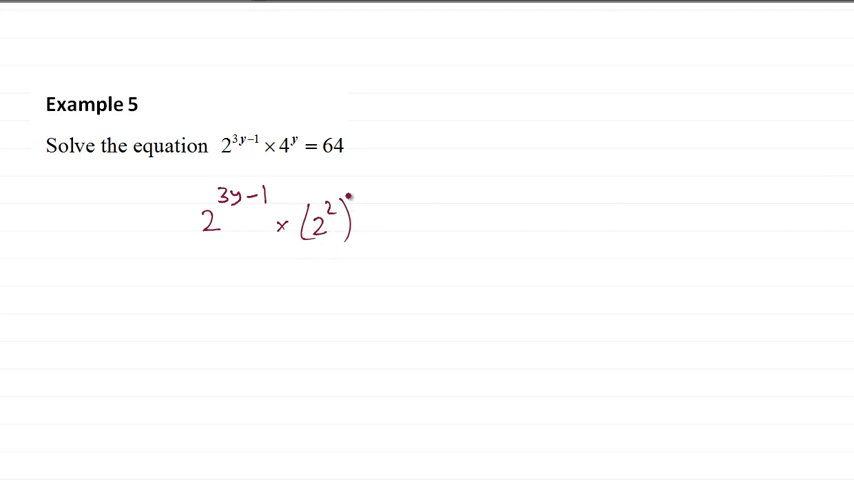 Example 5
Solve the equation 2^{3y−1} × 4^y = 64
2^{3y−1} × (2^2)